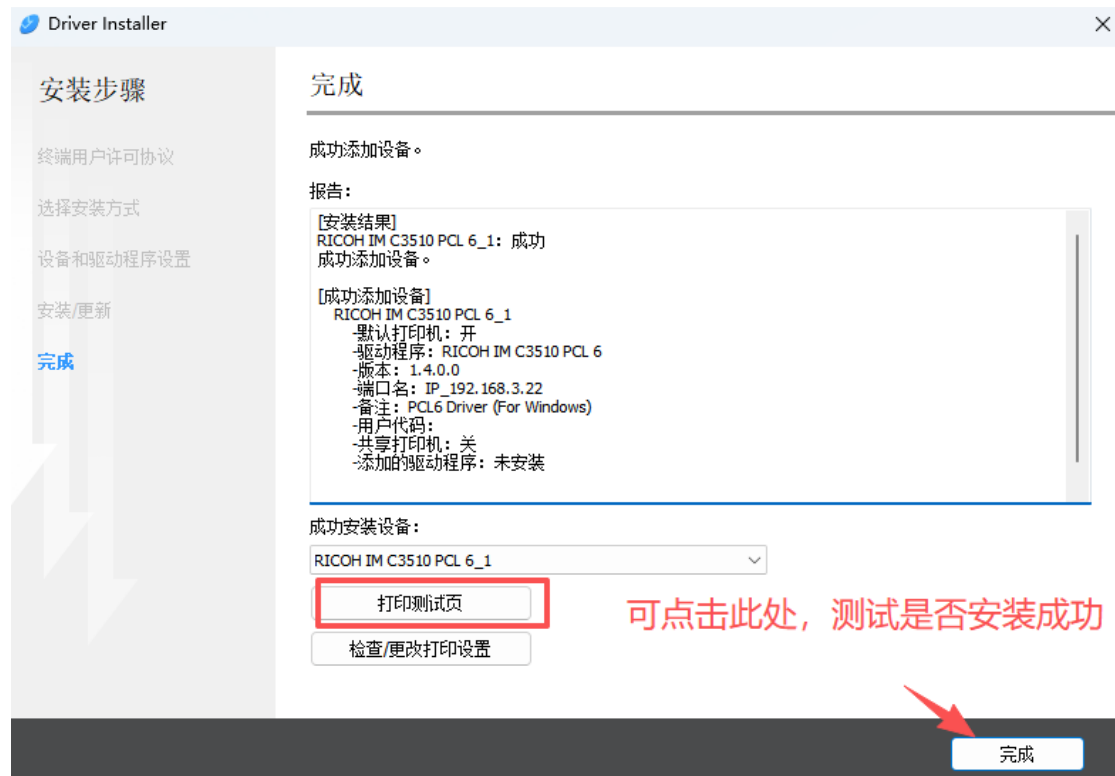 Driver Installer
安装步骤
终端用户许可协议
选择安装方式
设备和驱动程序设置
安装/更新
完成
完成
成功添加设备。
报告：
[安装结果]
RICOH IM C3510 PCL 6_1：成功
成功添加设备。
[成功添加设备]
RICOH IM C3510 PCL 6_1
-默认打印机：开
-驱动程序：RICOH IM C3510 PCL 6
-版本：1.4.0.0
-端口名：IP_192.168.3.22
-备注：PCL6 Driver (For Windows)
-用户代码：
-共享打印机：关
-添加的驱动程序：未安装
成功安装设备：
RICOH IM C3510 PCL 6_1
打印测试页
可点击此处，测试是否安装成功
检查/更改打印设置
完成